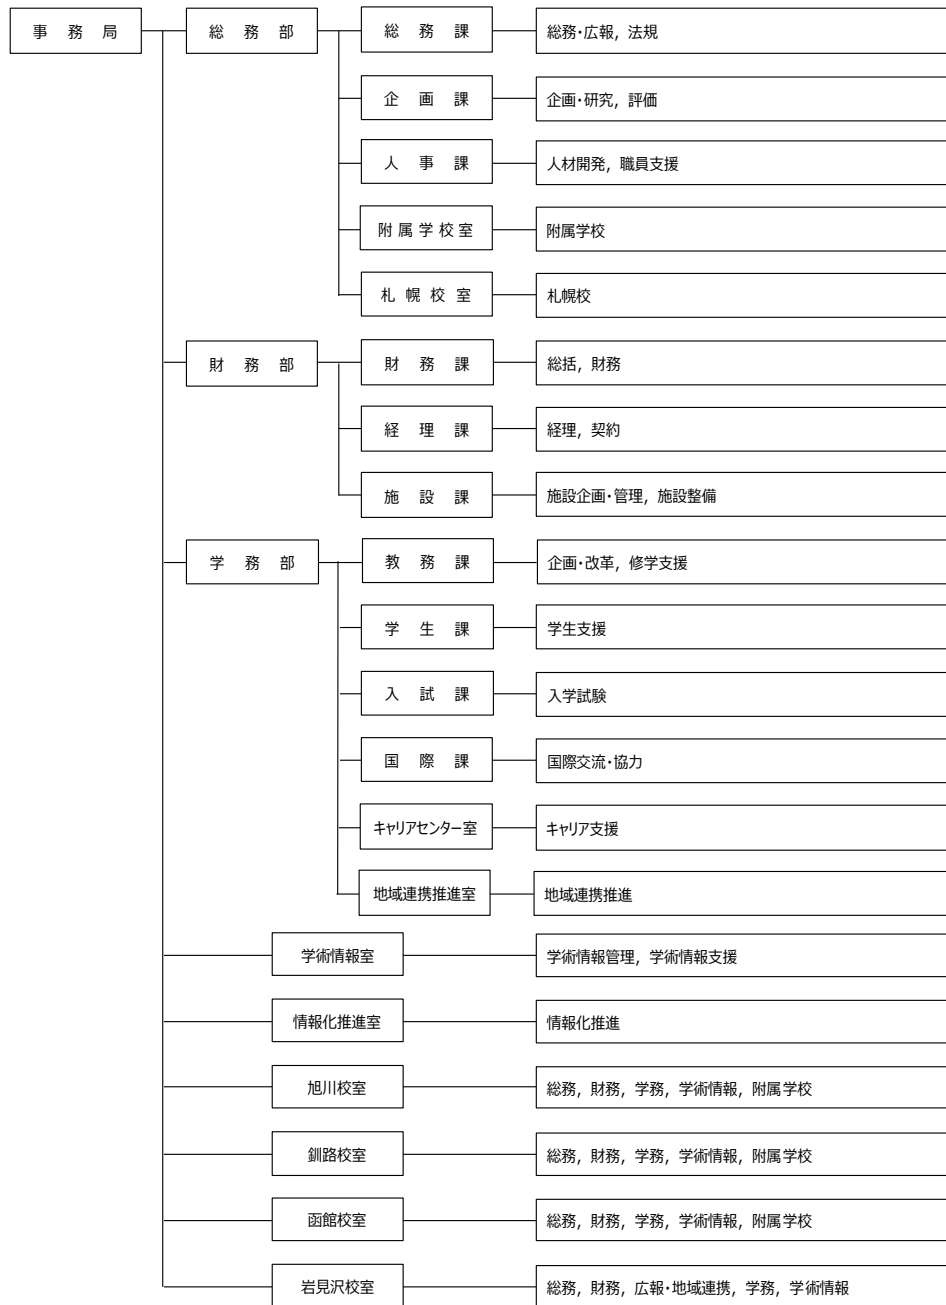 事務局 総務部 総務課 総務・広報，法規
企画課 企画・研究，評価
人事課 人材開発，職員支援
附属学校室 附属学校
札幌校室 札幌校
財務部 財務課 総括，財務
経理課 経理，契約
施設課 施設企画・管理，施設整備
学務部 教務課 企画・改革，修学支援
学生課 学生支援
入試課 入学試験
国際課 国際交流・協力
キャリアセンター室 キャリア支援
地域連携推進室 地域連携推進
学術情報室 学術情報管理，学術情報支援
情報化推進室 情報化推進
旭川校室 総務，財務，学務，学術情報，附属学校
釧路校室 総務，財務，学務，学術情報，附属学校
函館校室 総務，財務，学務，学術情報，附属学校
岩見沢校室 総務，財務，広報・地域連携，学務，学術情報